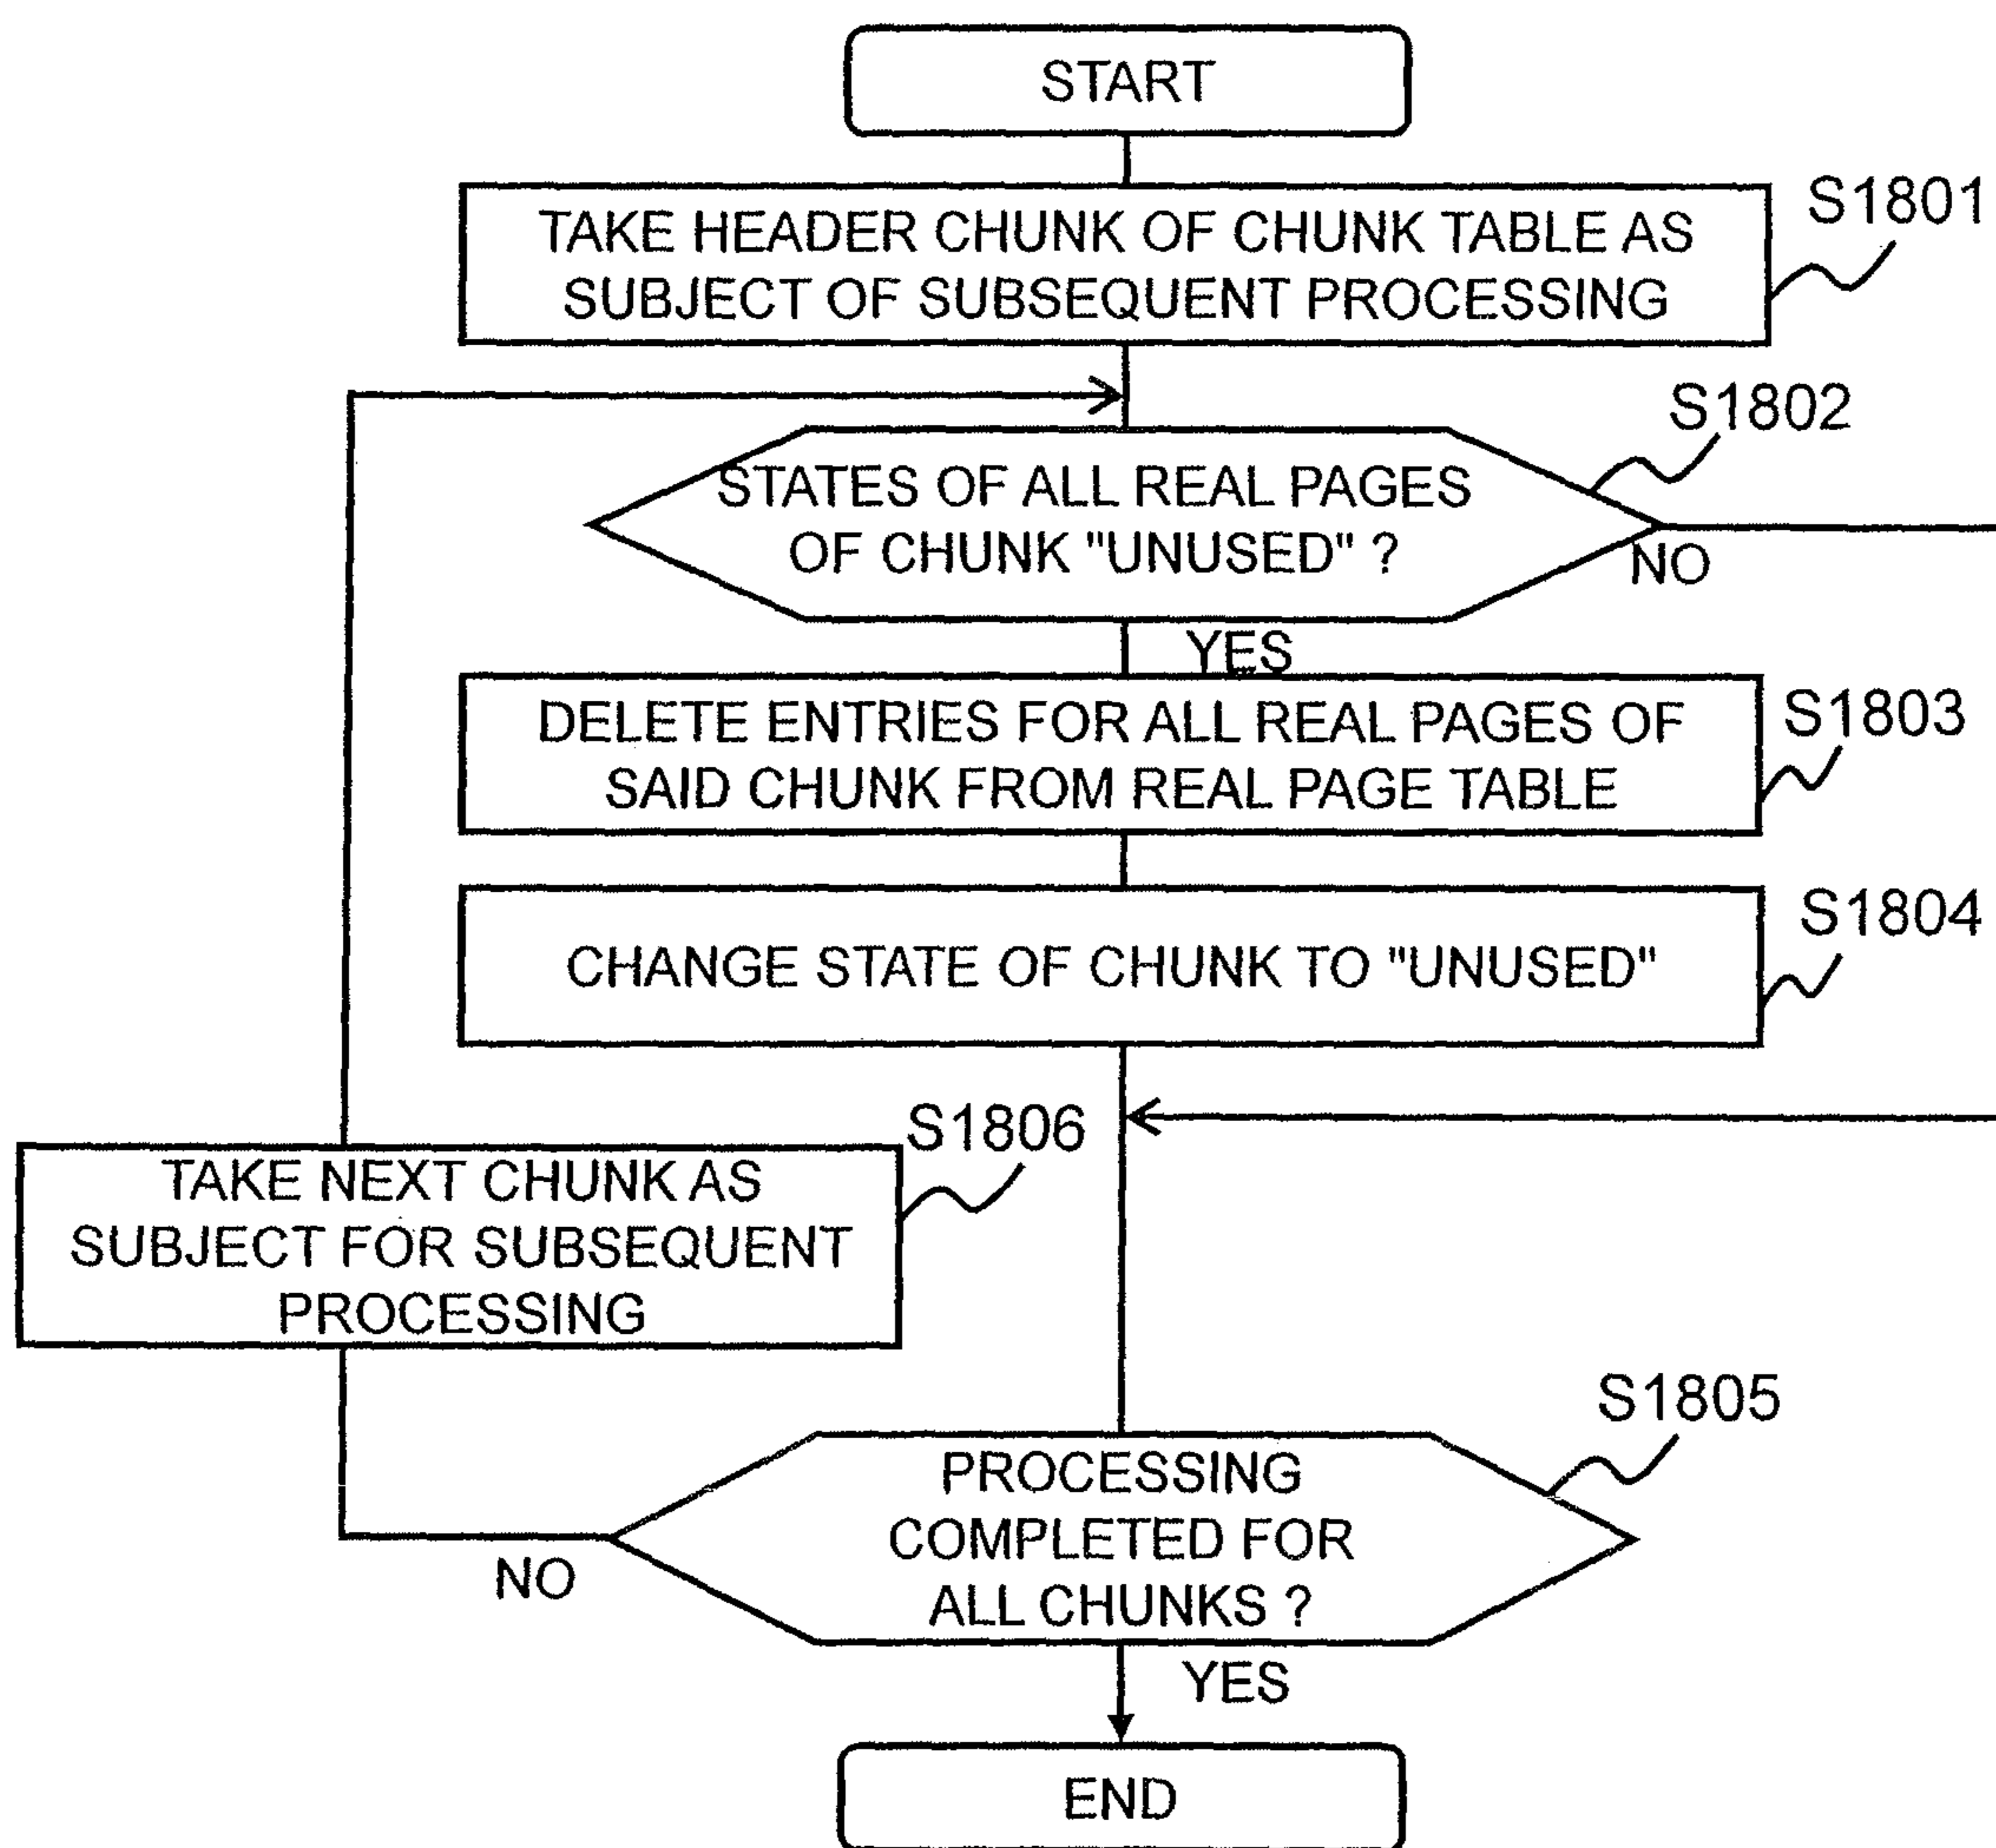 START
TAKE HEADER CHUNK OF CHUNK TABLE AS
SUBJECT OF SUBSEQUENT PROCESSING
S1801
STATES OF ALL REAL PAGES
OF CHUNK "UNUSED" ?
S1802
NO
YES
DELETE ENTRIES FOR ALL REAL PAGES OF
SAID CHUNK FROM REAL PAGE TABLE
S1803
CHANGE STATE OF CHUNK TO "UNUSED"
S1804
S1806
TAKE NEXT CHUNK AS
SUBJECT FOR SUBSEQUENT
PROCESSING
S1805
PROCESSING
COMPLETED FOR
ALL CHUNKS ?
NO
YES
END